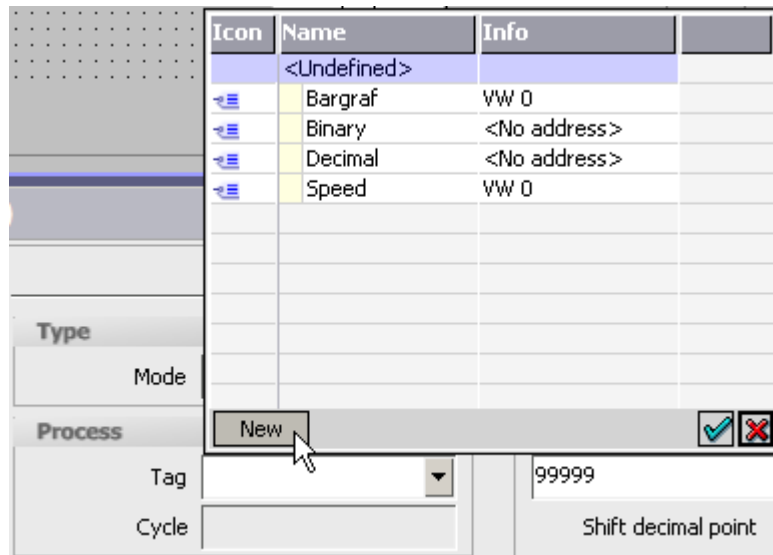 Icon Name Info
<Undefined>
Bargraf VW 0
Binary <No address>
Decimal <No address>
Speed VW 0
Type
Mode
New
Process
Tag 99999
Cycle Shift decimal point